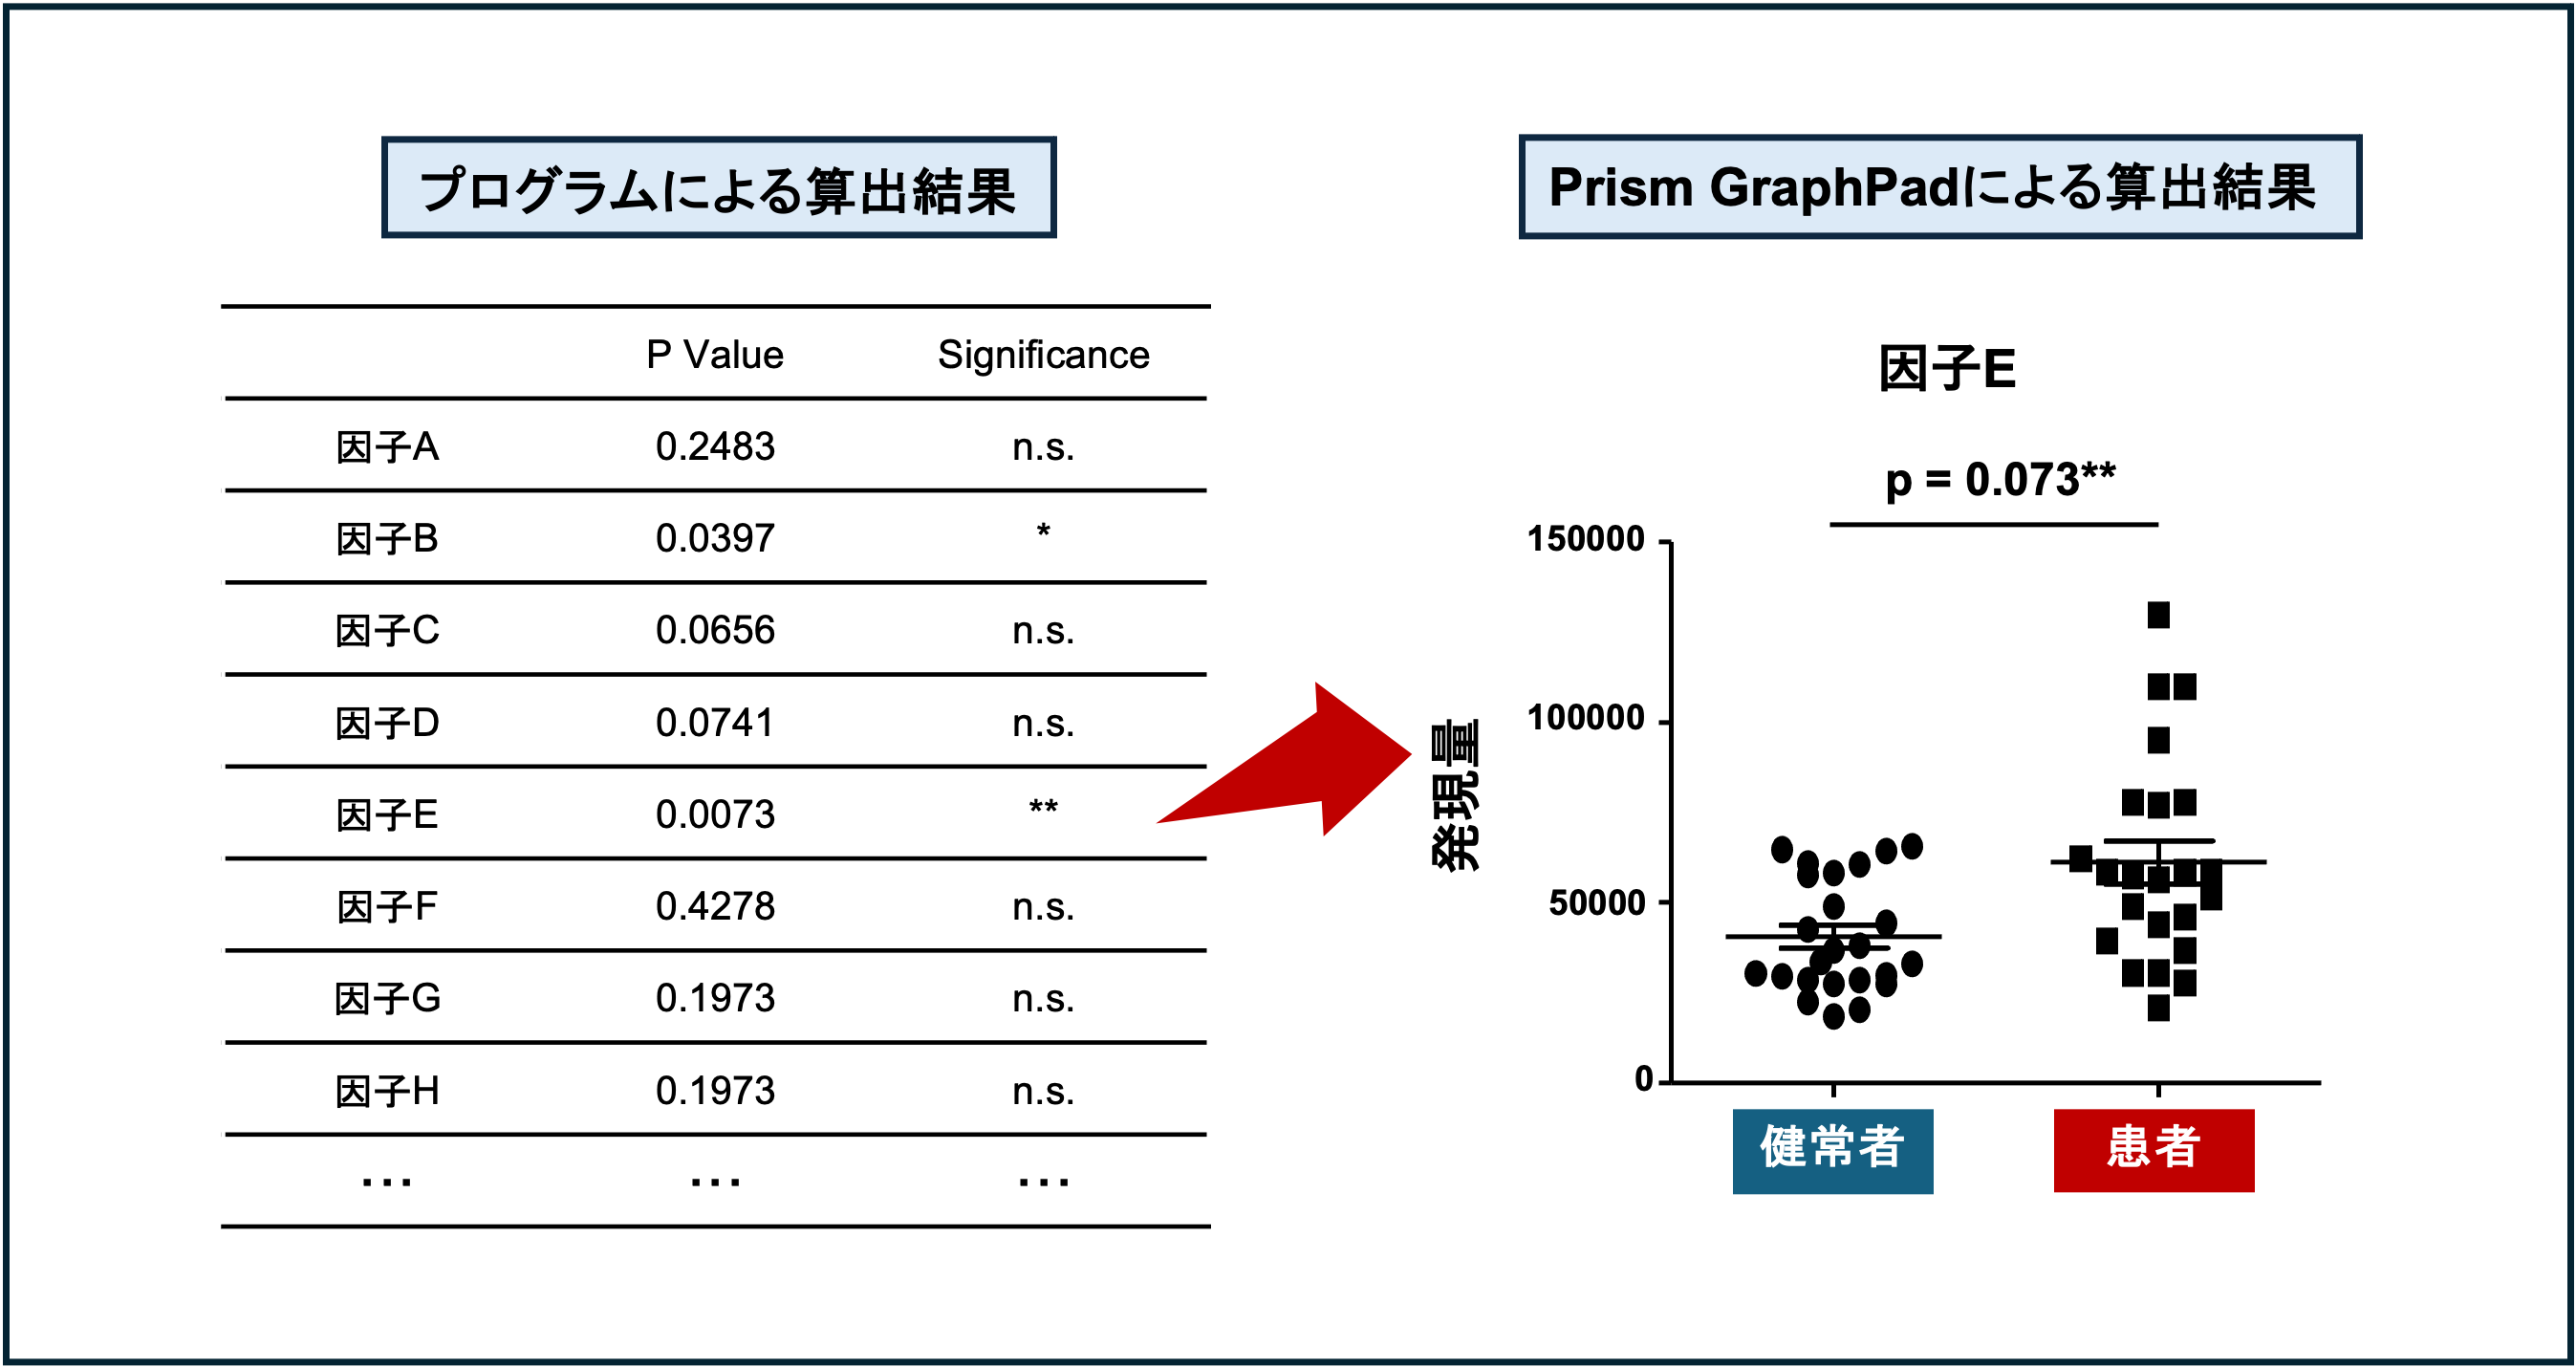 プログラムによる算出結果
P Value Significance
因子A 0.2483 n.s.
因子B 0.0397 *
因子C 0.0656 n.s.
因子D 0.0741 n.s.
因子E 0.0073 **
因子F 0.4278 n.s.
因子G 0.1973 n.s.
因子H 0.1973 n.s.
… … …
Prism GraphPadによる算出結果
因子E
p = 0.073**
発現量
150000
100000
50000
0
健常者 患者